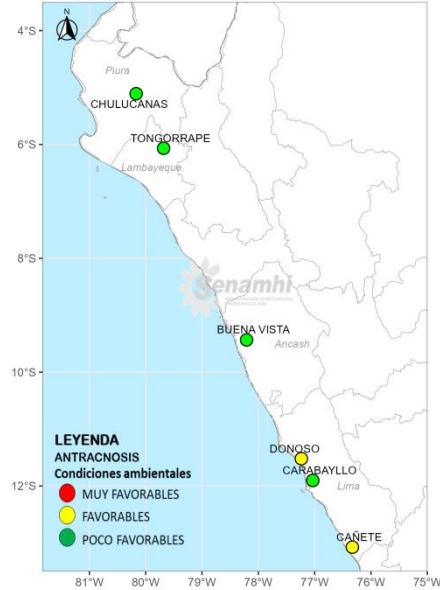 N
4°S
Piura
CHULUCANAS
TONGORRAPE
6°S
Lambayeque
8°S
Senamhi
BUENA VISTA
Ancash
10°S
DONOSO
CARABAYLLO
12°S
Lima
CAÑETE
LEYENDA
ANTRACNOSIS
Condiciones ambientales
MUY FAVORABLES
FAVORABLES
POCO FAVORABLES
81°W 80°W 79°W 78°W 77°W 76°W 75°W